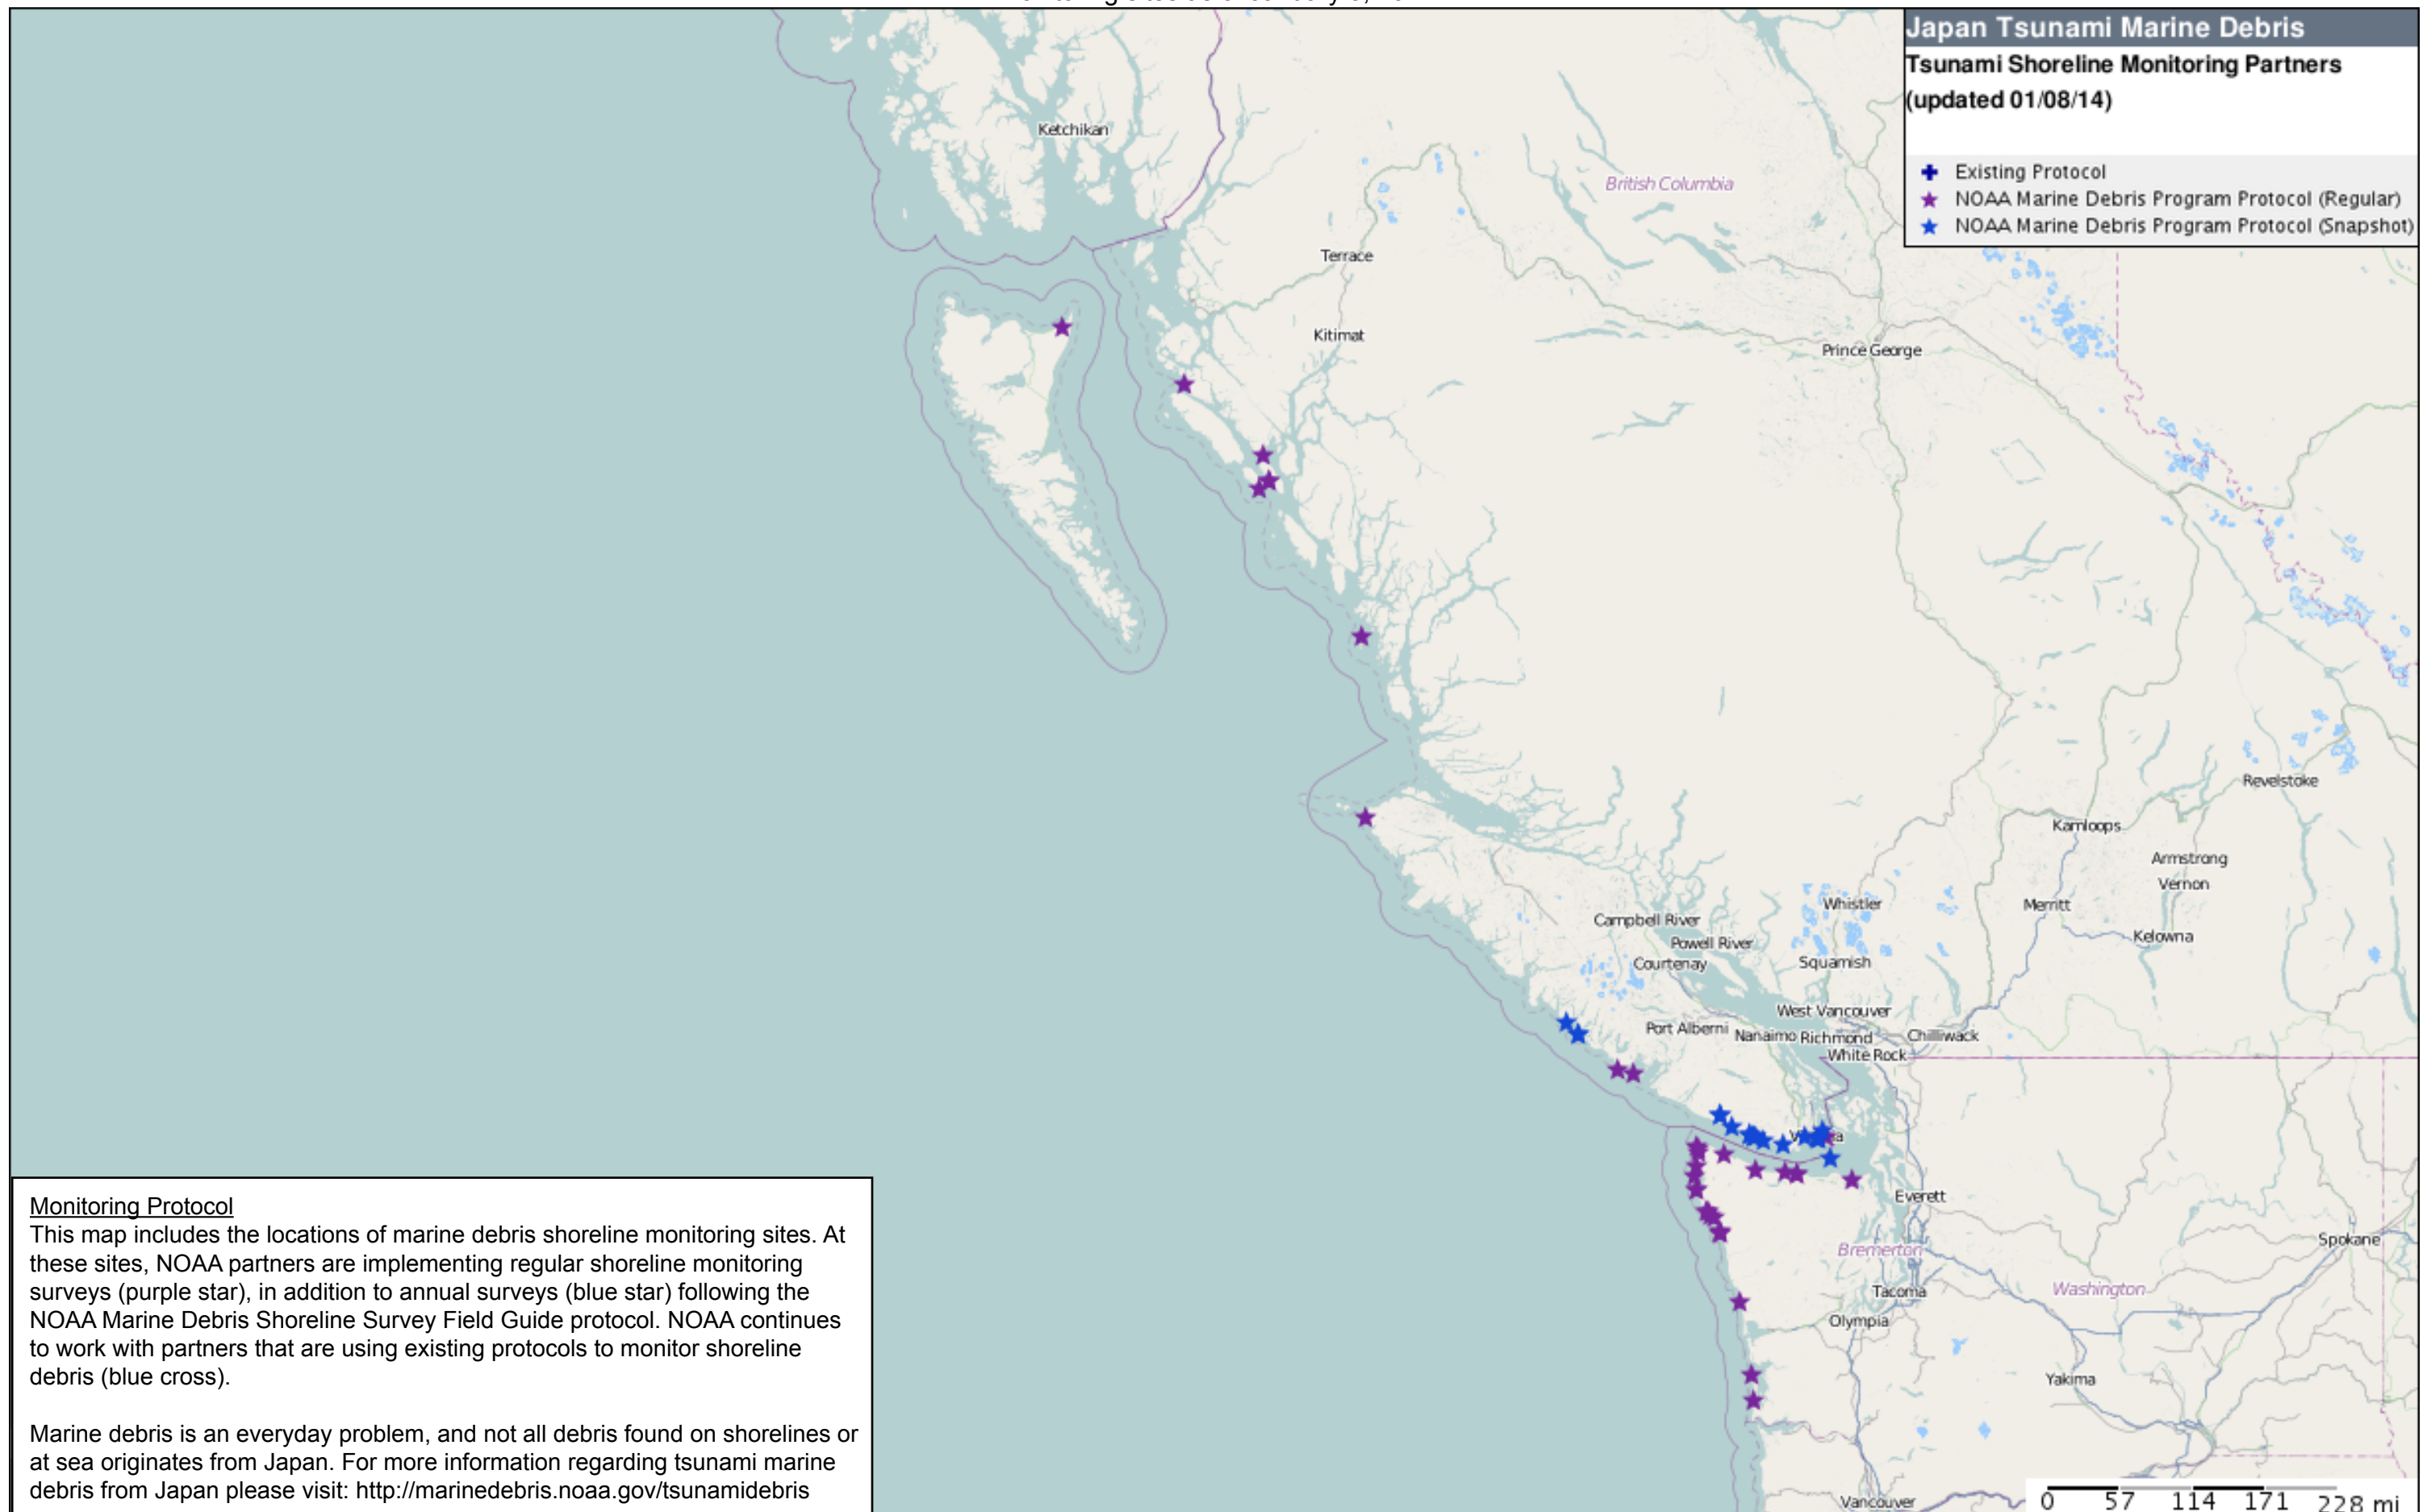 Japan Tsunami Marine Debris
Tsunami Shoreline Monitoring Partners
(updated 01/08/14)
Existing Protocol
NOAA Marine Debris Program Protocol (Regular)
NOAA Marine Debris Program Protocol (Snapshot)
Ketchikan
British Columbia
Terrace
Kitimat
Prince George
Revelstoke
Kamloops
Armstrong
Vernon
Whistler
Merritt
Campbell River
Kelowna
Powell River
Courtenay
Squamish
West Vancouver
Port Alberni
Nanaimo
Richmond
Chilliwack
White Rock
Everett
Spokane
Bremerton
Tacoma
Washington
Olympia
Yakima
Vancouver
Monitoring Protocol
This map includes the locations of marine debris shoreline monitoring sites. At
these sites, NOAA partners are implementing regular shoreline monitoring
surveys (purple star), in addition to annual surveys (blue star) following the
NOAA Marine Debris Shoreline Survey Field Guide protocol. NOAA continues
to work with partners that are using existing protocols to monitor shoreline
debris (blue cross).
Marine debris is an everyday problem, and not all debris found on shorelines or
at sea originates from Japan. For more information regarding tsunami marine
debris from Japan please visit: http://marinedebris.noaa.gov/tsunamidebris
0 57 114 171 228 mi